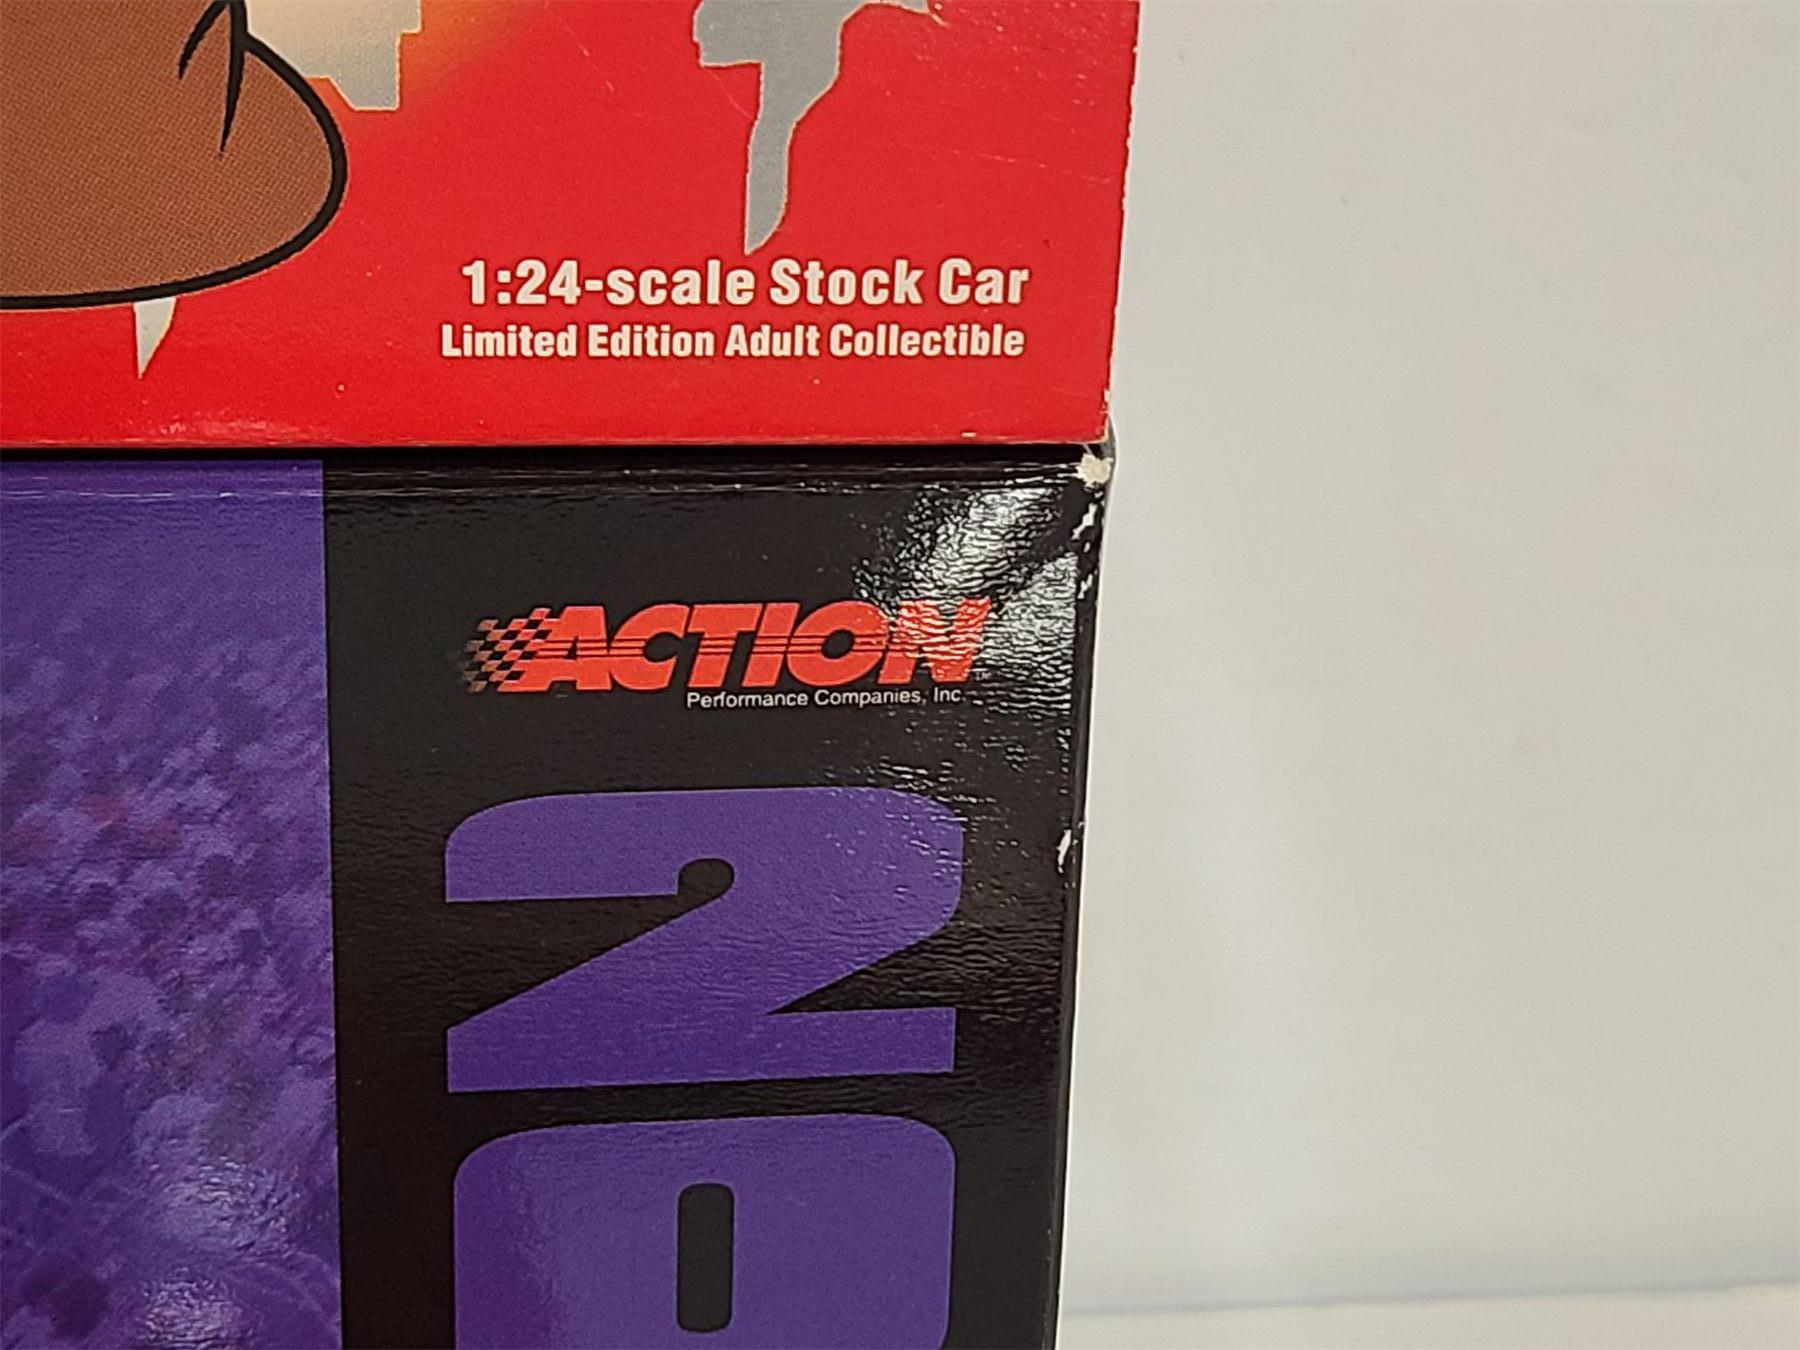 1:24-scale Stock Car
Limited Edition Adult Collectible
ACTION
Performance Companies, Inc.
20